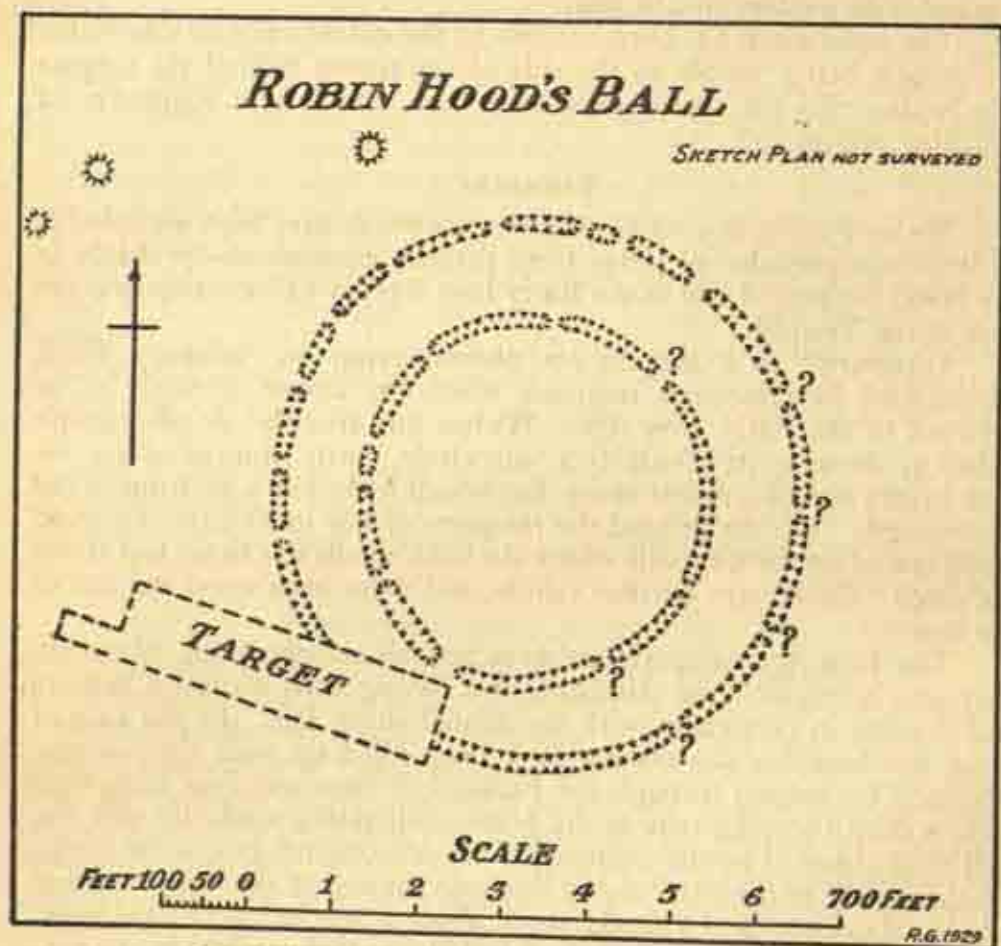 ROBIN HOOD'S BALL
SKETCH PLAN NOT SURVEYED
?
?
?
?
?
?
TARGET
SCALE
FEET 100 50 0 1 2 3 4 5 6 700 FEET
R.G. 1929